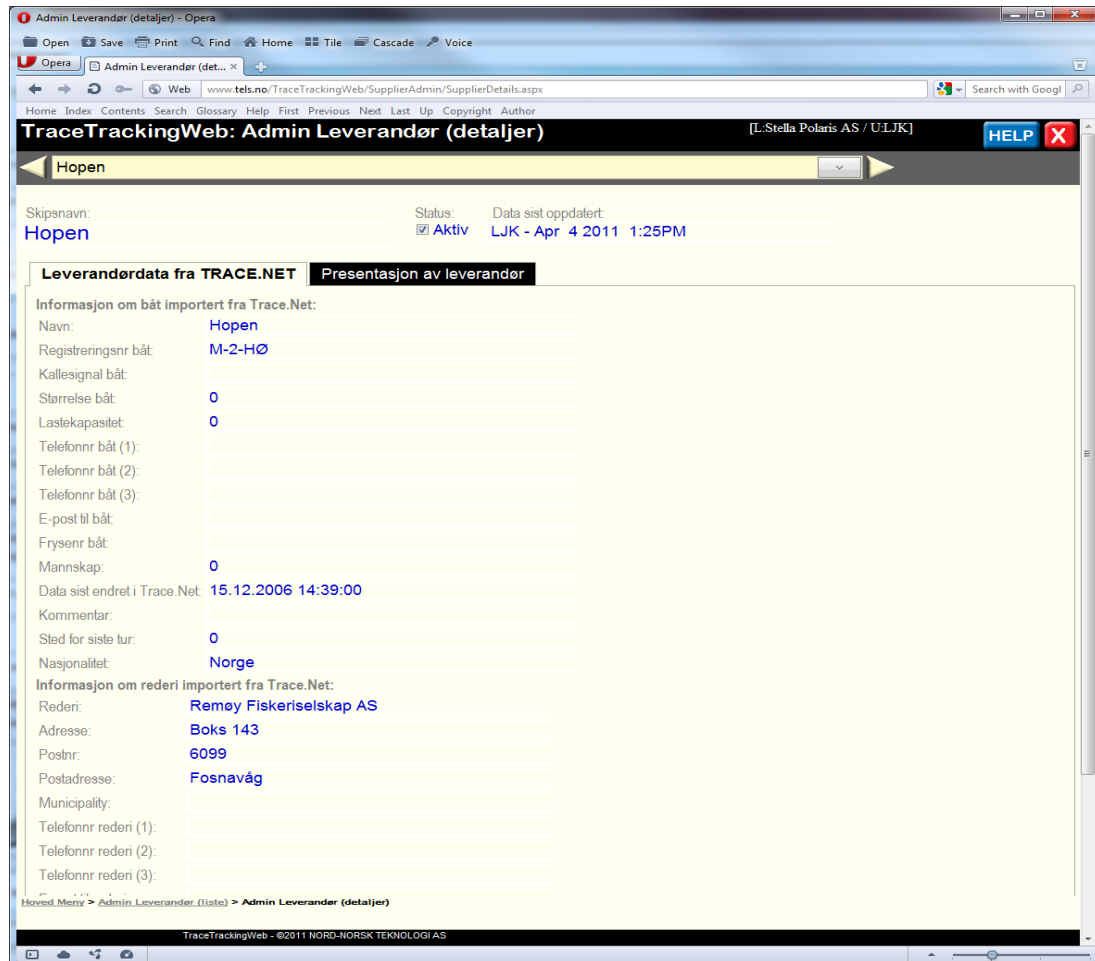 Admin Leverandør (detaljer) - Opera
Open Save Print Find Home Tile Cascade Voice
Opera Admin Leverandør (det...
Web www.tels.no/TraceTrackingWeb/SupplierAdmin/SupplierDetails.aspx Search with Googl
Home Index Contents Search Glossary Help First Previous Next Last Up Copyright Author
TraceTrackingWeb: Admin Leverandør (detaljer) [L:Stella Polaris AS / U:LJK] HELP X
Hopen
Skipsnavn: Status: Data sist oppdatert:
Hopen Aktiv LJK - Apr 4 2011 1:25PM
Leverandørdata fra TRACE.NET Presentasjon av leverandør
Informasjon om båt importert fra Trace.Net:
Navn: Hopen
Registreringsnr båt: M-2-HØ
Kallesignal båt:
Størrelse båt: 0
Lastekapasitet: 0
Telefonnr båt (1):
Telefonnr båt (2):
Telefonnr båt (3):
E-post til båt:
Frysenr båt:
Mannskap: 0
Data sist endret i Trace.Net: 15.12.2006 14:39:00
Kommentar:
Sted for siste tur: 0
Nasjonalitet: Norge
Informasjon om rederi importert fra Trace.Net:
Rederi: Remøy Fiskeriselskap AS
Adresse: Boks 143
Postnr: 6099
Postadresse: Fosnavåg
Municipality:
Telefonnr rederi (1):
Telefonnr rederi (2):
Telefonnr rederi (3):
Hoved Meny > Admin Leverandør (liste) > Admin Leverandør (detaljer)
TraceTrackingWeb - ©2011 NORD-NORSK TEKNOLOGI AS